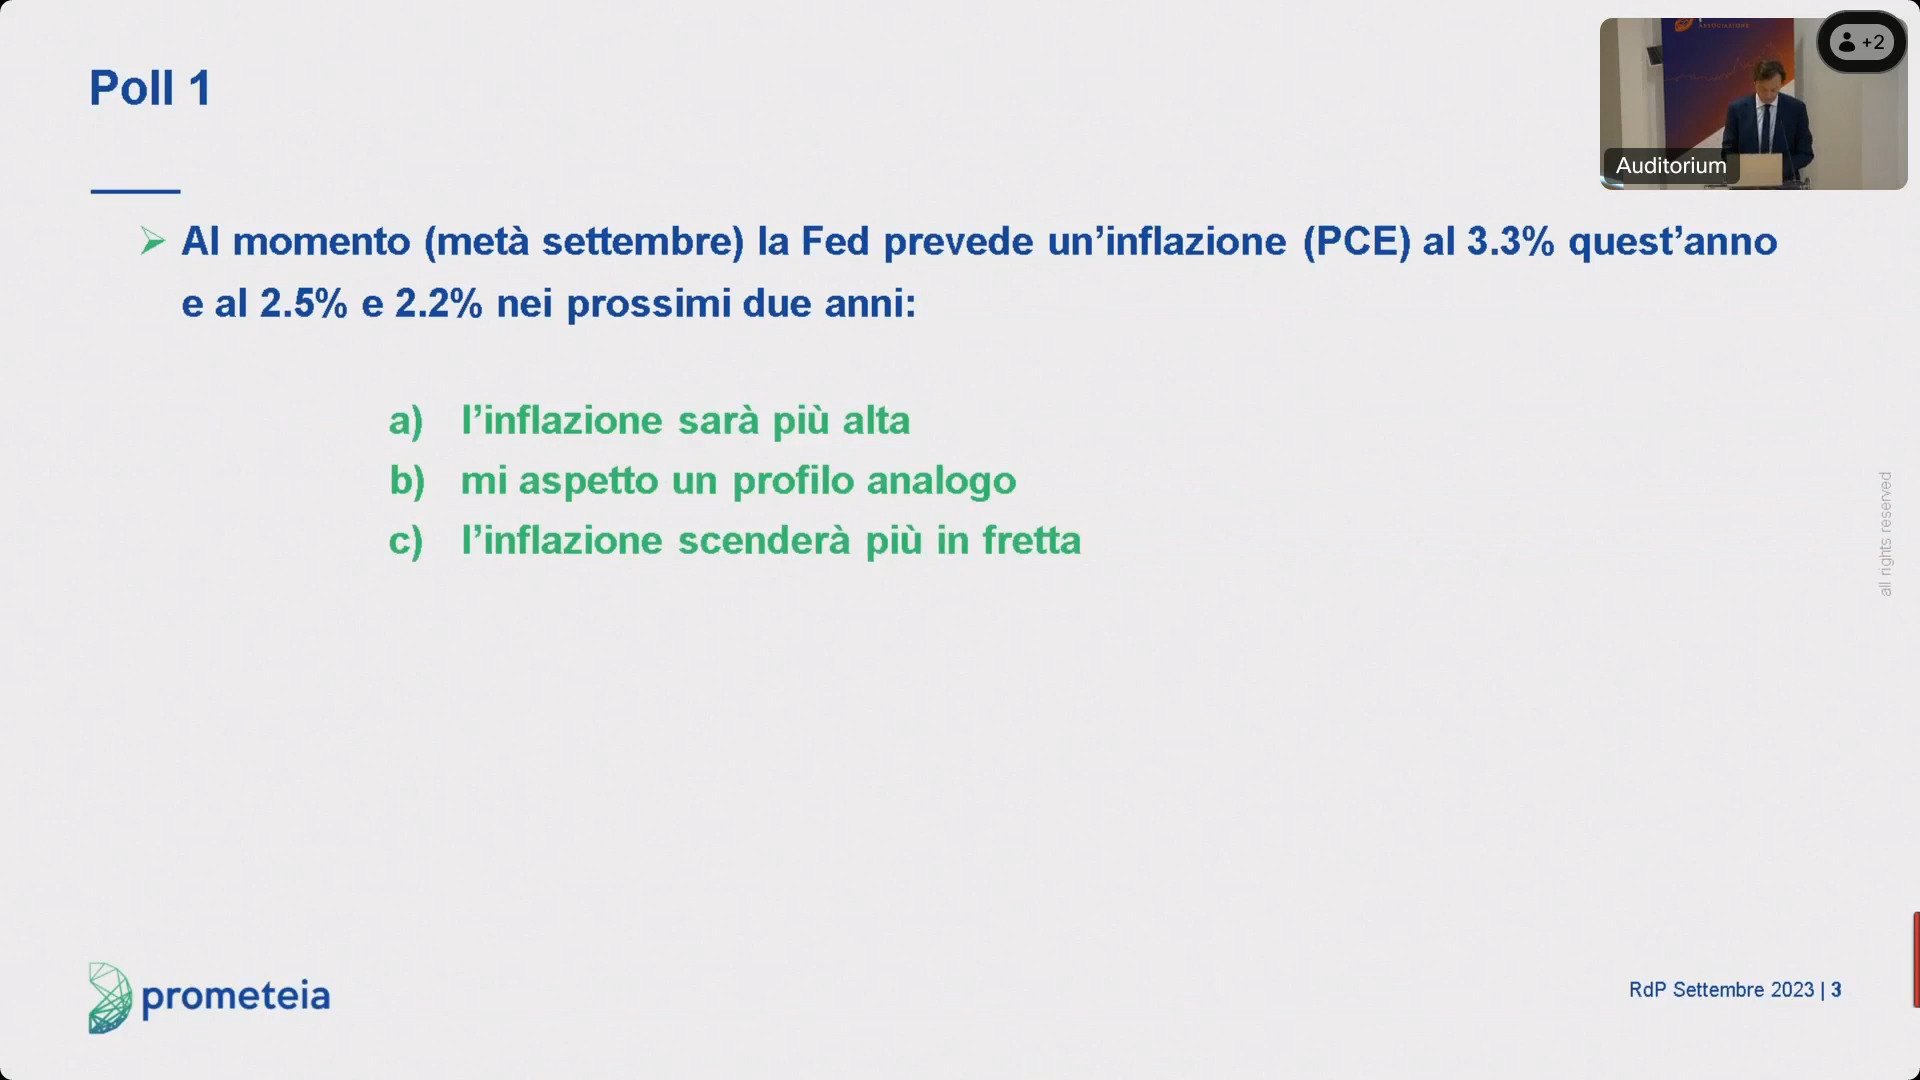 Poll 1
+2
Auditorium
Al momento (metà settembre) la Fed prevede un’inflazione (PCE) al 3.3% quest’anno
e al 2.5% e 2.2% nei prossimi due anni:
a) l’inflazione sarà più alta
b) mi aspetto un profilo analogo
c) l’inflazione scenderà più in fretta
all rights reserved
prometeia
RdP Settembre 2023 | 3